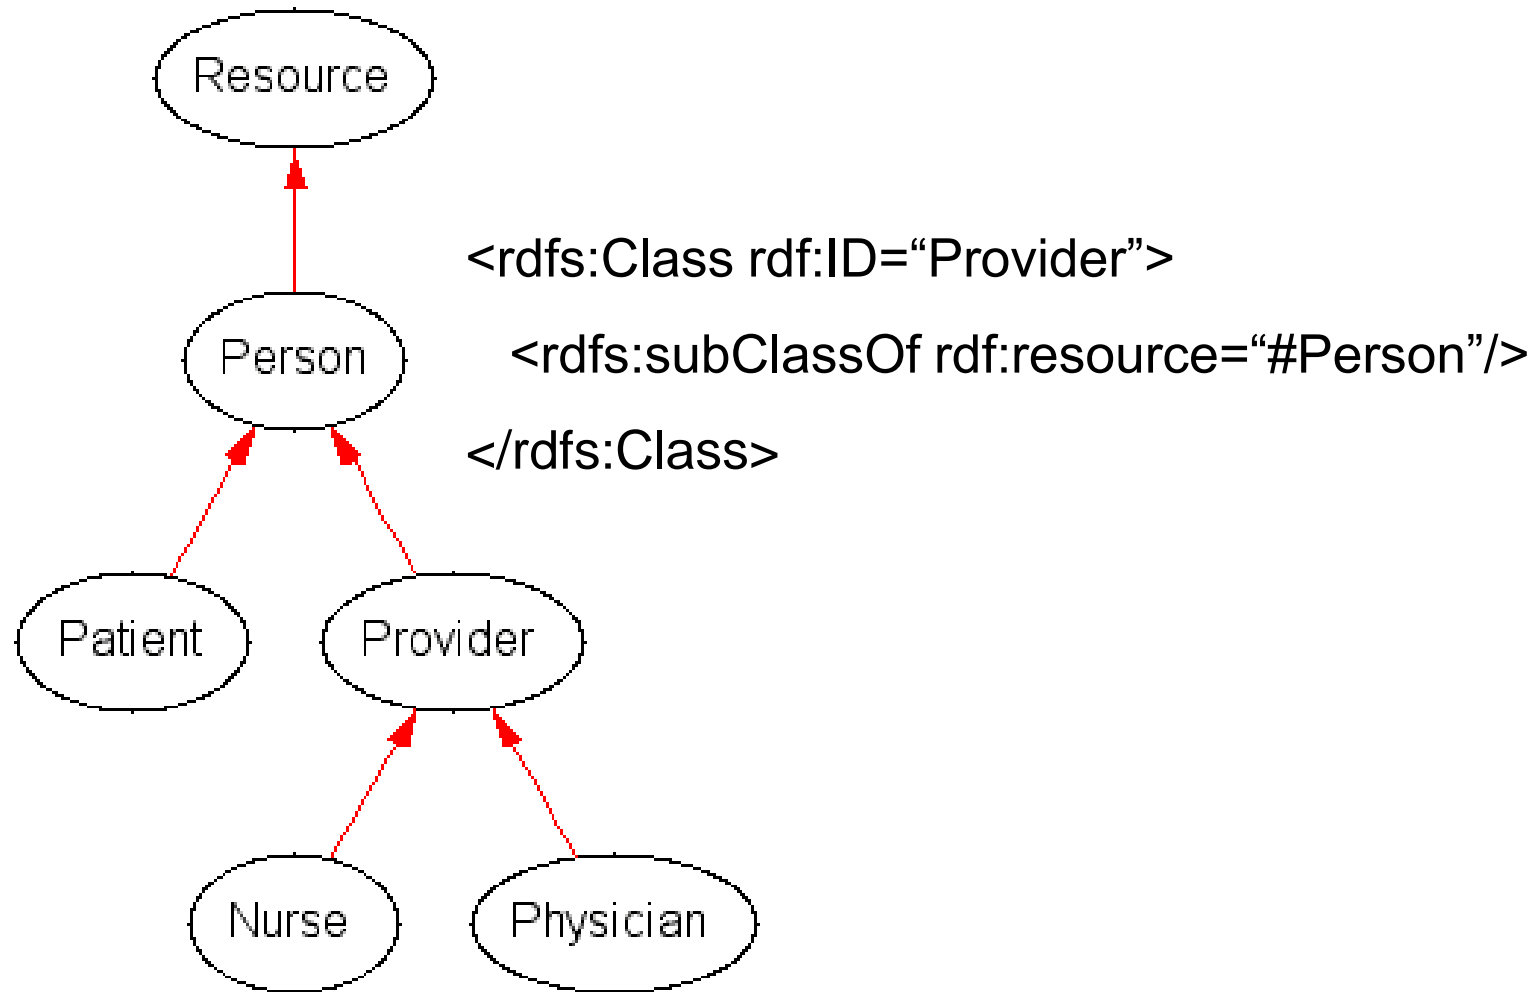 Resource
<rdfs:Class rdf:ID=“Provider”>
Person
<rdfs:subClassOf rdf:resource=“#Person”/>
</rdfs:Class>
Patient
Provider
Nurse
Physician